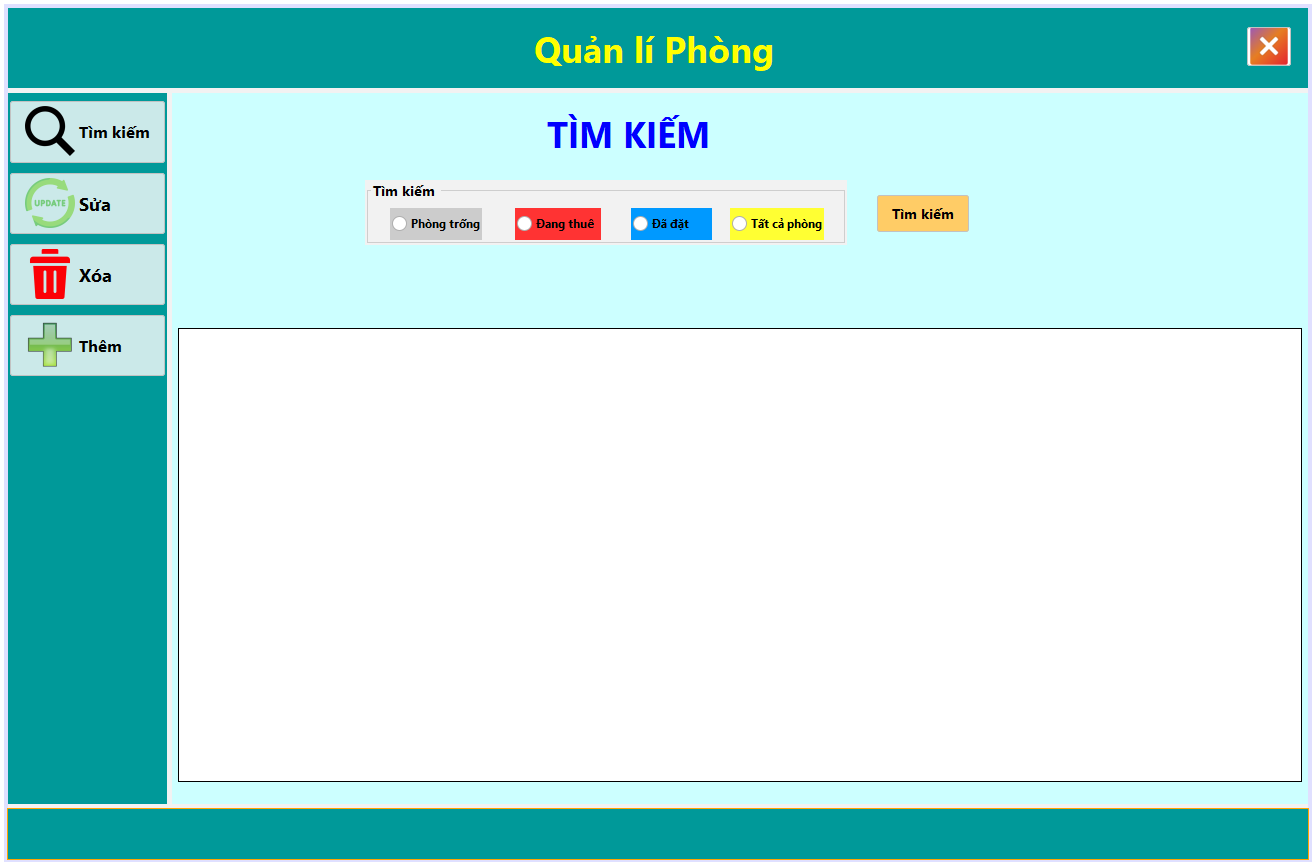 Quản lí Phòng
Tìm kiếm
UPDATE
Sửa
Xóa
Thêm
TÌM KIẾM
Tìm kiếm
Phòng trống
Đang thuê
Đã đặt
Tất cả phòng
Tìm kiếm